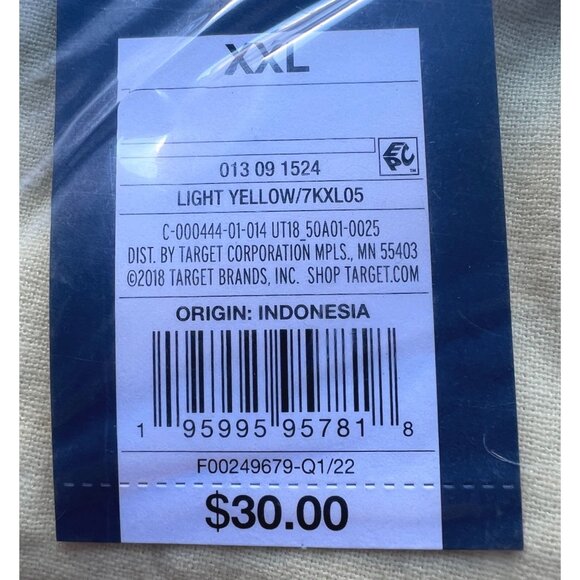 XXL
013 09 1524
EPC
LIGHT YELLOW/7KXL05
C-000444-01-014 UT18_50A01-0025
DIST. BY TARGET CORPORATION MPLS., MN 55403
©2018 TARGET BRANDS, INC. SHOP TARGET.COM
ORIGIN: INDONESIA
1 95995 95781 8
F00249679-Q1/22
$30.00